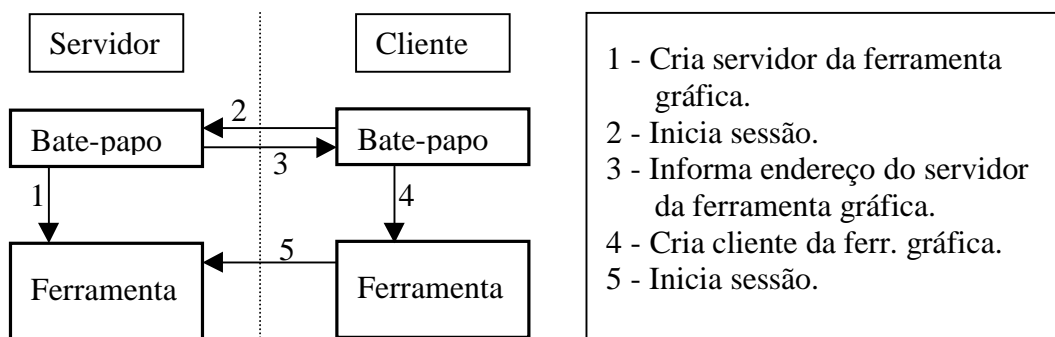 Servidor
Cliente
Bate-papo
2
3
Bate-papo
1
4
Ferramenta
5
Ferramenta
1 - Cria servidor da ferramenta
gráfica.
2 - Inicia sessão.
3 - Informa endereço do servidor
da ferramenta gráfica.
4 - Cria cliente da ferr. gráfica.
5 - Inicia sessão.